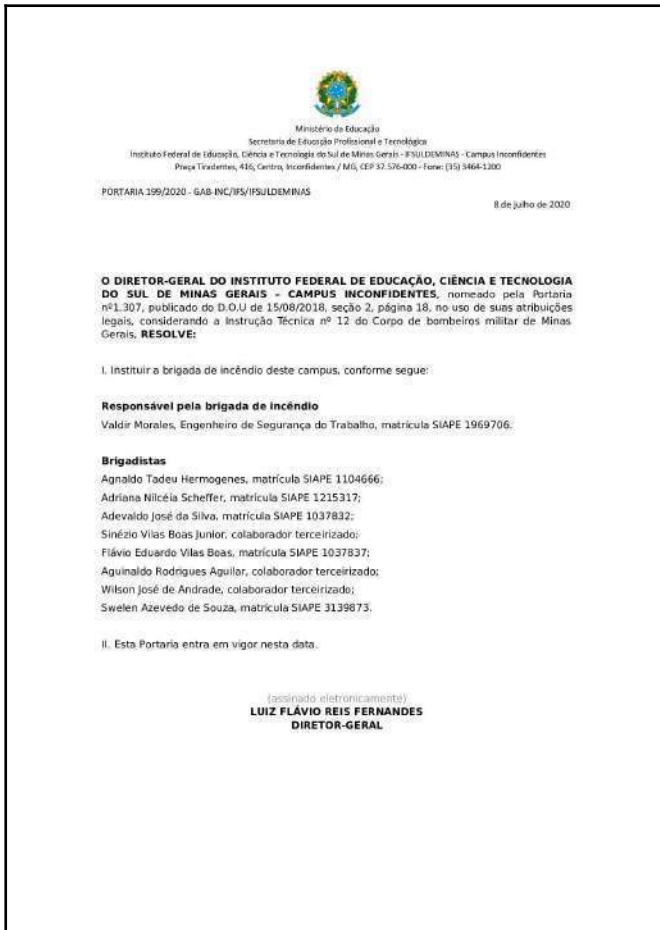 Ministério da Educação
Secretaria de Educação Profissional e Tecnológica
Instituto Federal de Educação, Ciência e Tecnologia do Sul de Minas Gerais - IFSULDEMINAS - Campus Inconfidentes
Praça Tiradentes, 416, Centro, Inconfidentes / MG, CEP 37.576-000 - Fone: (35) 3464-1200
PORTARIA 199/2020 - GAB-INC/IFS/IFSULDEMINAS
8 de julho de 2020
O DIRETOR-GERAL DO INSTITUTO FEDERAL DE EDUCAÇÃO, CIÊNCIA E TECNOLOGIA
DO SUL DE MINAS GERAIS – CAMPUS INCONFIDENTES, nomeado pela Portaria
nº1.307, publicado do D.O.U de 15/08/2018, seção 2, página 18, no uso de suas atribuições
legais, considerando a Instrução Técnica nº 12 do Corpo de bombeiros militar de Minas
Gerais, RESOLVE:
I. Instituir a brigada de incêndio deste campus, conforme segue:
Responsável pela brigada de incêndio
Valdir Morales, Engenheiro de Segurança do Trabalho, matrícula SIAPE 1969706.
Brigadistas
Agnaldo Tadeu Hermogenes, matrícula SIAPE 1104666;
Adriana Nilcéia Scheffer, matrícula SIAPE 1215317;
Adevaldo José da Silva, matrícula SIAPE 1037832;
Sinézio Vilas Boas Junior, colaborador terceirizado;
Flávio Eduardo Vilas Boas, matrícula SIAPE 1037837;
Aguinaldo Rodrigues Aguilar, colaborador terceirizado;
Wilson José de Andrade, colaborador terceirizado;
Swelen Azevedo de Souza, matrícula SIAPE 3139873.
II. Esta Portaria entra em vigor nesta data.
(assinado eletronicamente)
LUIZ FLÁVIO REIS FERNANDES
DIRETOR-GERAL